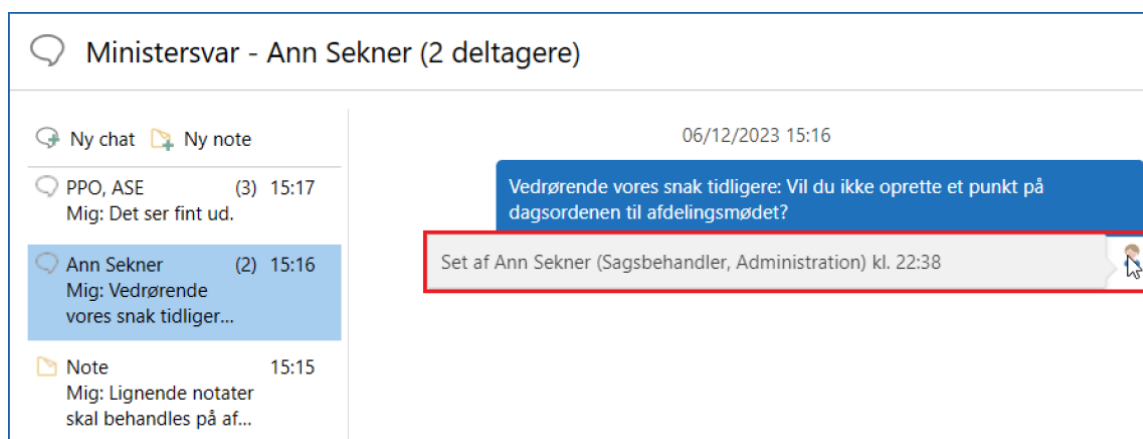 Ministersvar - Ann Sekner (2 deltagere)
Ny chat Ny note
PPO, ASE (3) 15:17
Mig: Det ser fint ud.
Ann Sekner (2) 15:16
Mig: Vedrørende
vores snak tidliger...
Note 15:15
Mig: Lignende notater
skal behandles på af...
06/12/2023 15:16
Vedrørende vores snak tidligere: Vil du ikke oprette et punkt på
dagsordenen til afdelingsmødet?
Set af Ann Sekner (Sagsbehandler, Administration) kl. 22:38